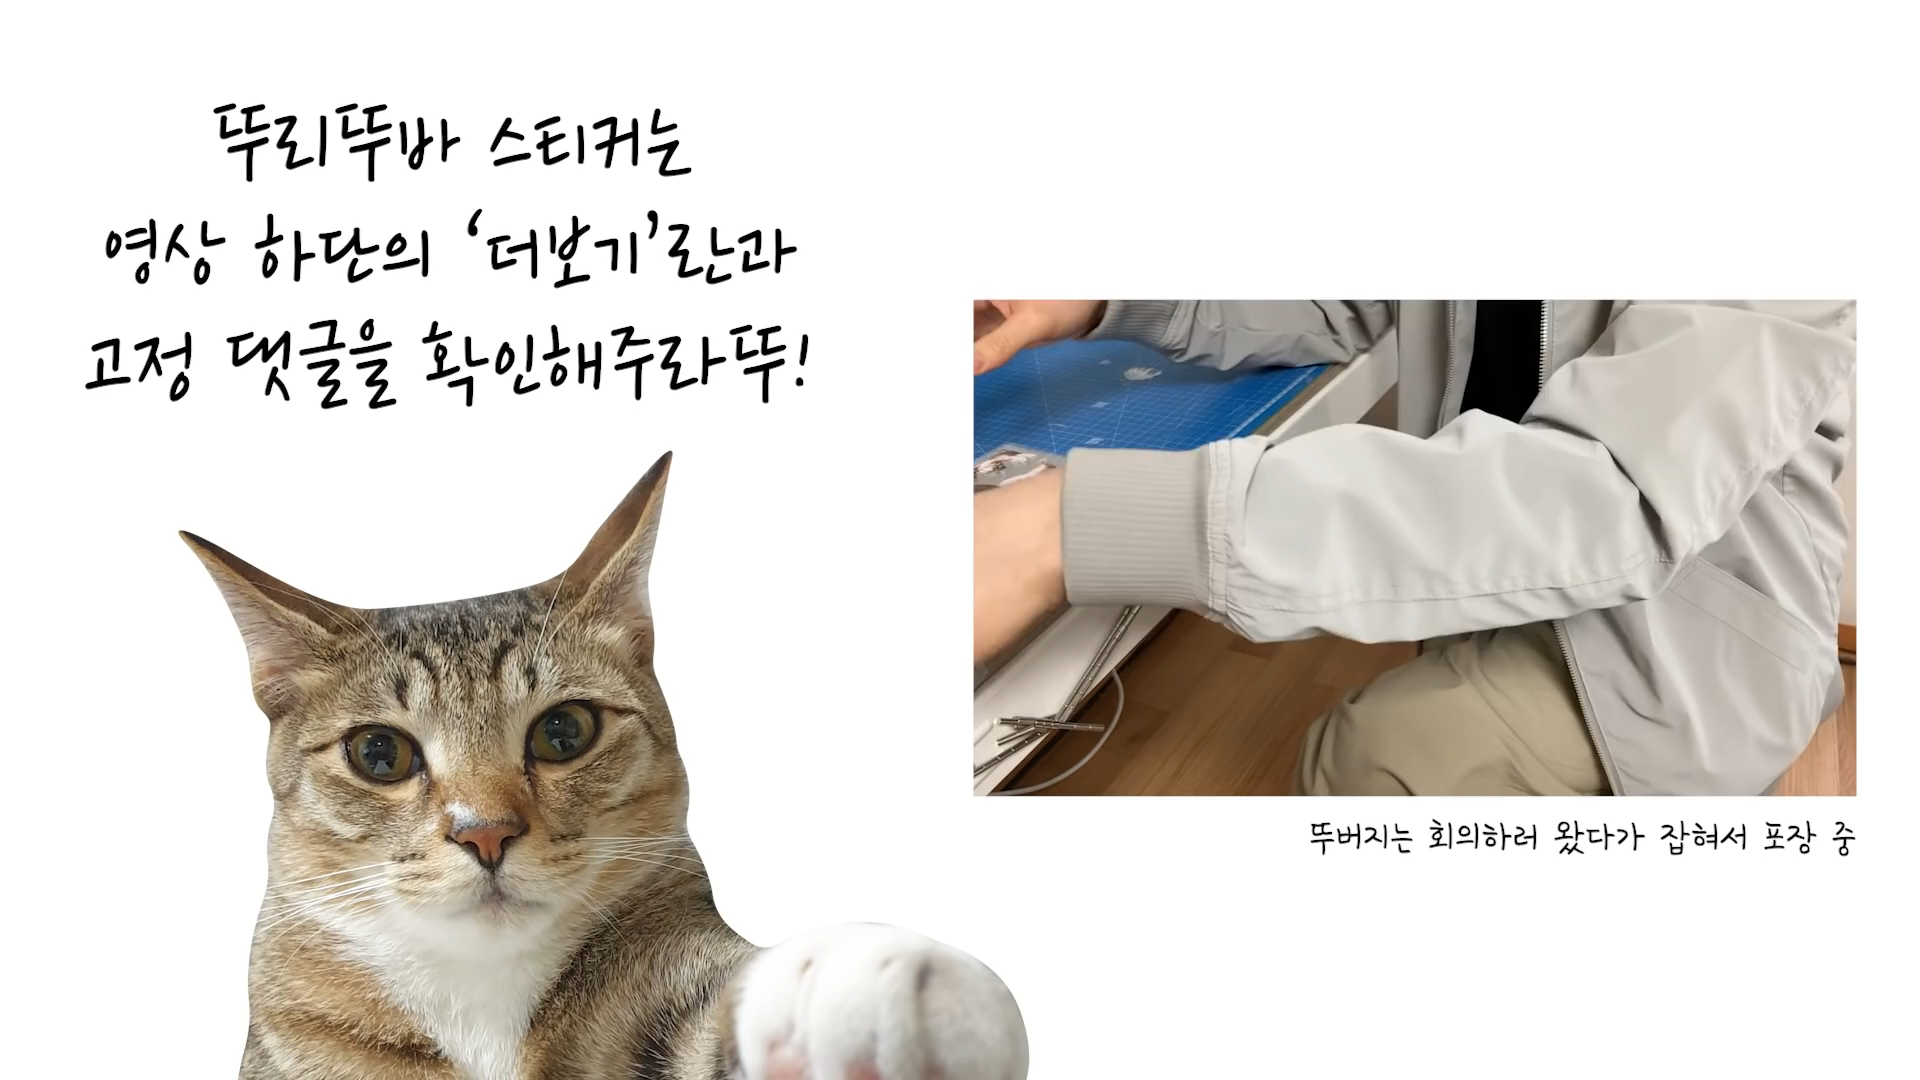 뚜리뚜바 스티커는
영상 하단의 ‘더보기’란과
고정 댓글을 확인해주라뚜!
뚜버지는 회의하러 왔다가 잡혀서 포장 중